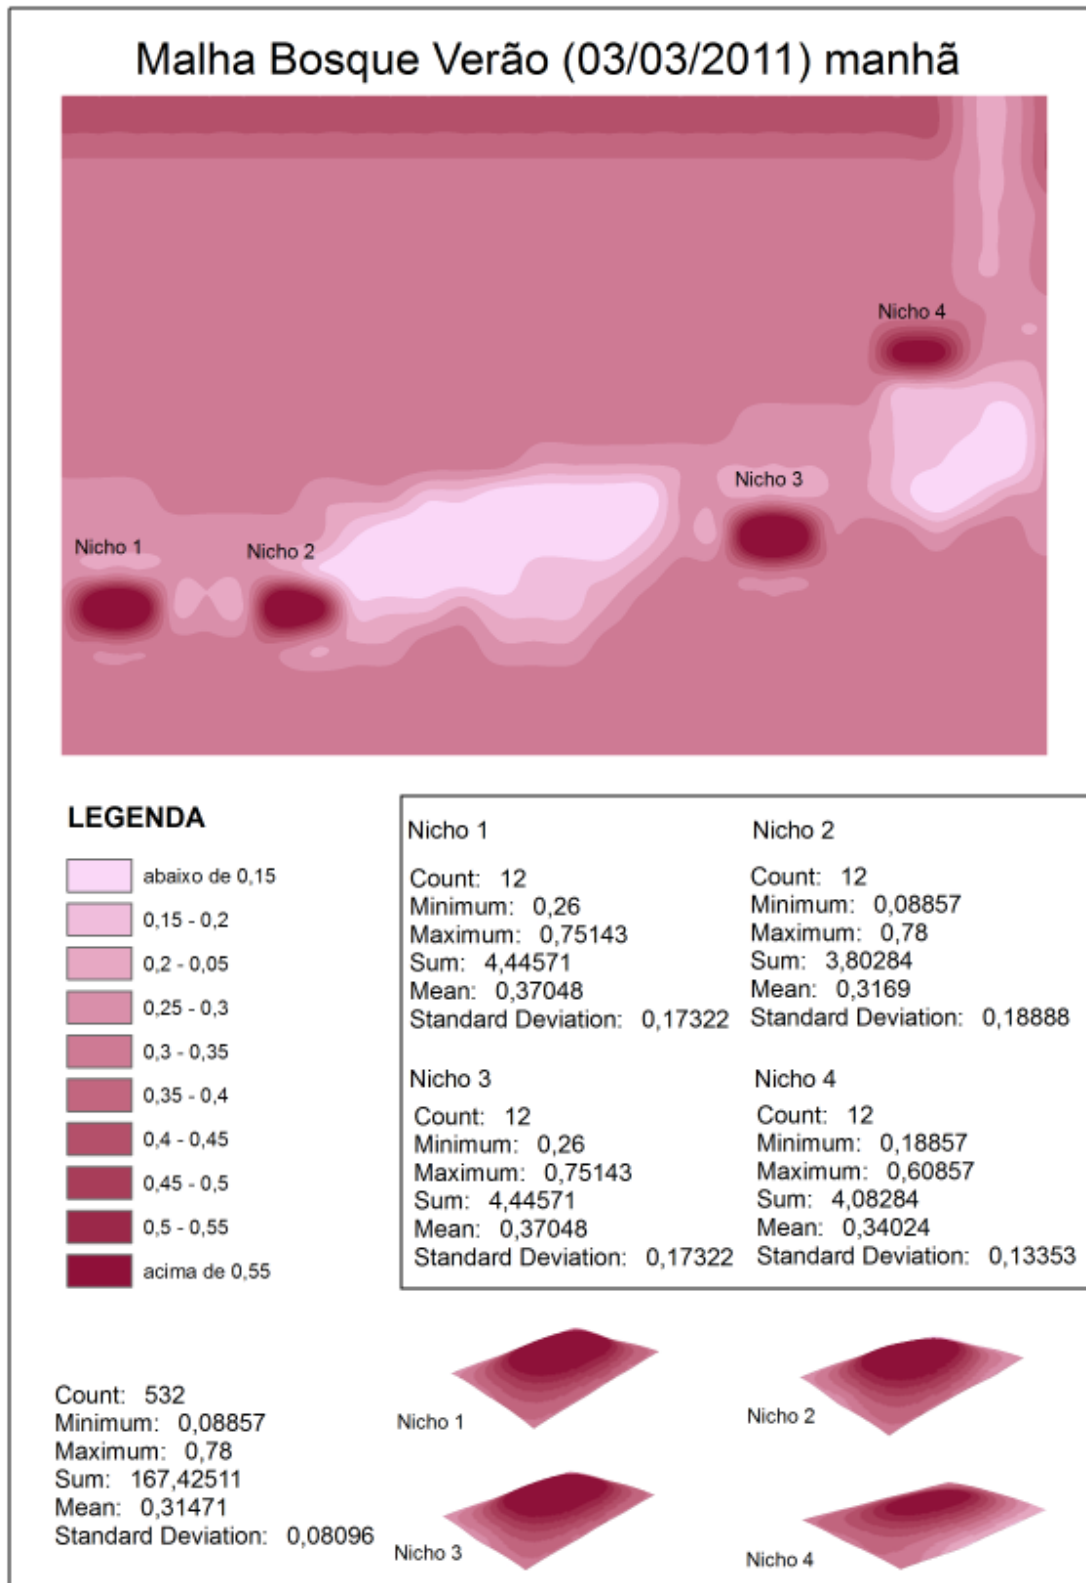 Malha Bosque Verão (03/03/2011) manhã
Nicho 4
Nicho 3
Nicho 1
Nicho 2
LEGENDA
abaixo de 0,15
0,15 - 0,2
0,2 - 0,05
0,25 - 0,3
0,3 - 0,35
0,35 - 0,4
0,4 - 0,45
0,45 - 0,5
0,5 - 0,55
acima de 0,55
Nicho 1
Count: 12
Minimum: 0,26
Maximum: 0,75143
Sum: 4,44571
Mean: 0,37048
Standard Deviation: 0,17322
Nicho 2
Count: 12
Minimum: 0,08857
Maximum: 0,78
Sum: 3,80284
Mean: 0,3169
Standard Deviation: 0,18888
Nicho 3
Count: 12
Minimum: 0,26
Maximum: 0,75143
Sum: 4,44571
Mean: 0,37048
Standard Deviation: 0,17322
Nicho 4
Count: 12
Minimum: 0,18857
Maximum: 0,60857
Sum: 4,08284
Mean: 0,34024
Standard Deviation: 0,13353
Count: 532
Minimum: 0,08857
Maximum: 0,78
Sum: 167,42511
Mean: 0,31471
Standard Deviation: 0,08096
Nicho 1
Nicho 2
Nicho 3
Nicho 4